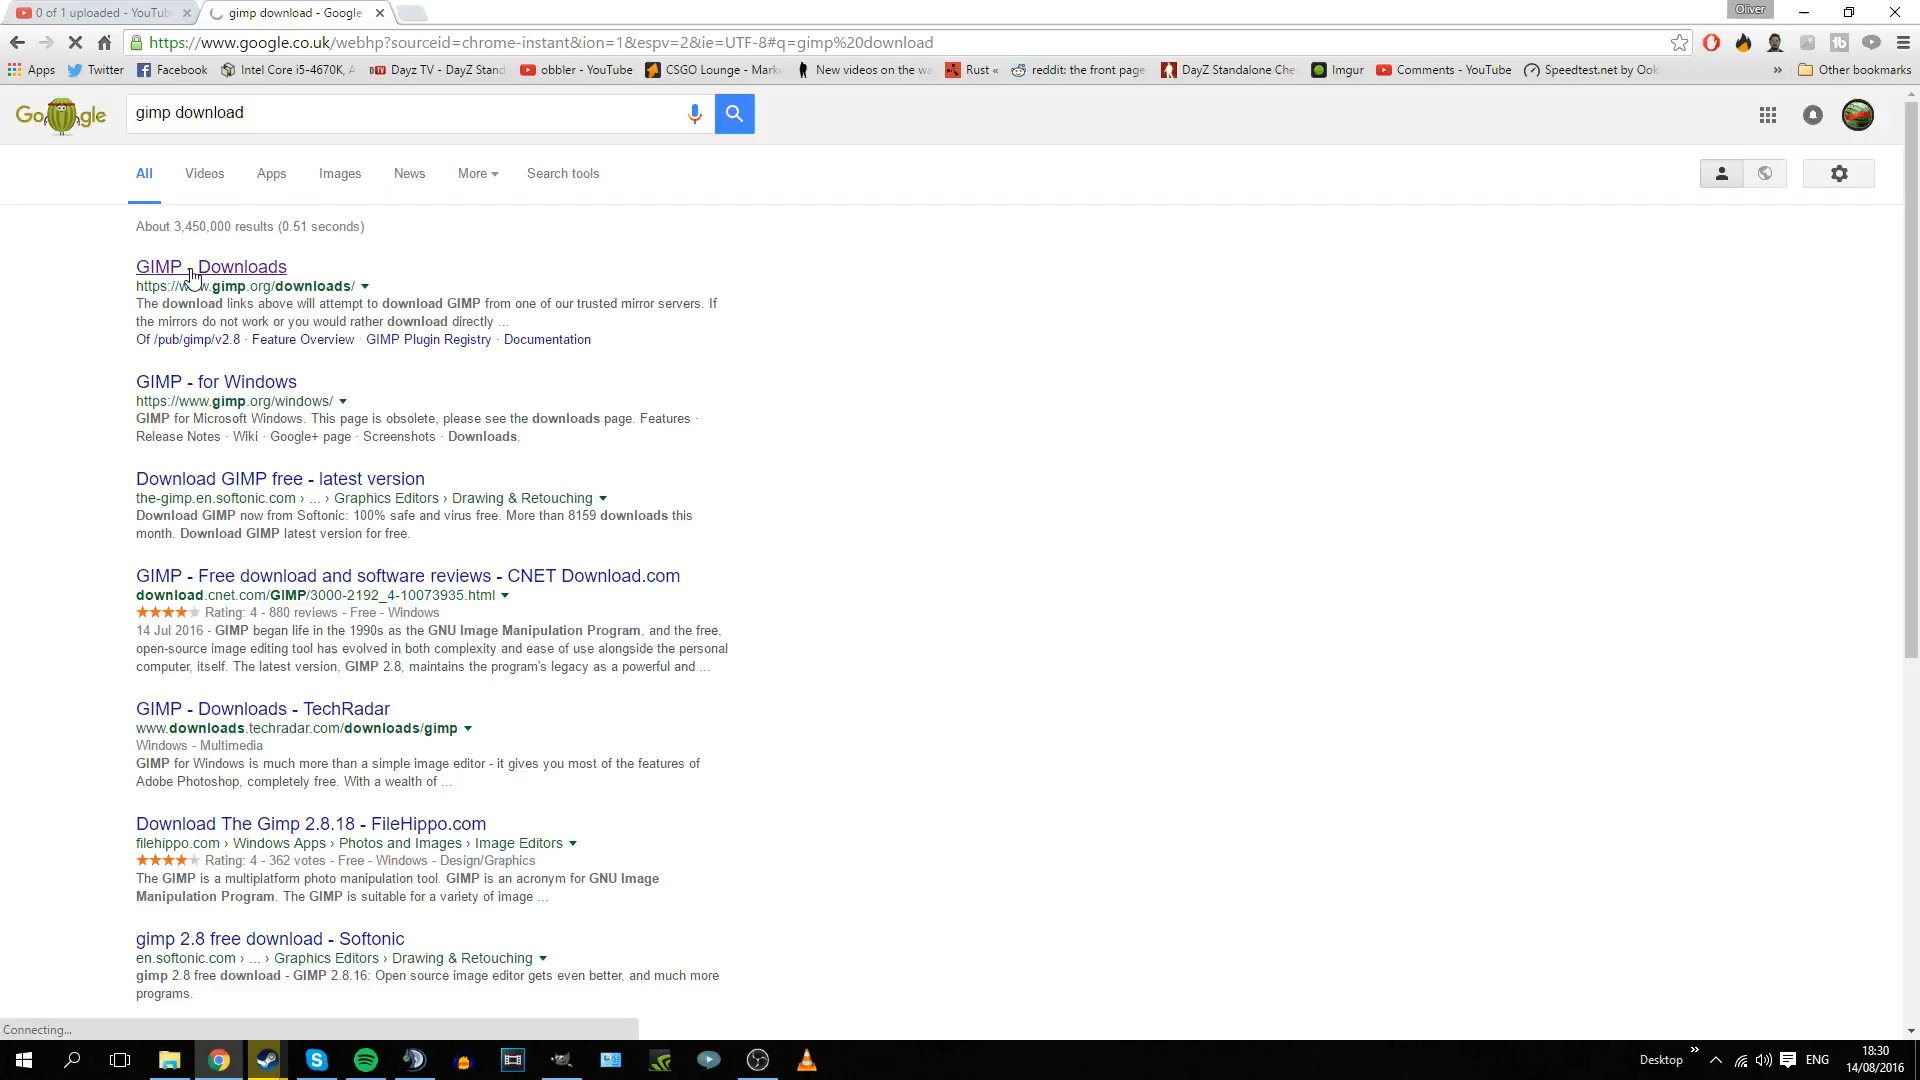 0 of 1 uploaded - YouTub
gimp download - Google
Oliver
https://www.google.co.uk/webhp?sourceid=chrome-instant&ion=1&espv=2&ie=UTF-8#q=gimp%20download
Apps
Twitter
Facebook
Intel Core i5-4670K, A
Dayz TV - DayZ Stand
obbler - YouTube
CSGO Lounge - Mark
New videos on the wa
Rust «
reddit: the front page
DayZ Standalone Che
Imgur
Comments - YouTube
Speedtest.net by Ook
»
Other bookmarks
Google
gimp download
All
Videos
Apps
Images
News
More
Search tools
About 3,450,000 results (0.51 seconds)
GIMP - Downloads
https://www.gimp.org/downloads/
The download links above will attempt to download GIMP from one of our trusted mirror servers. If
the mirrors do not work or you would rather download directly ...
Of /pub/gimp/v2.8 · Feature Overview · GIMP Plugin Registry · Documentation
GIMP - for Windows
https://www.gimp.org/windows/
GIMP for Microsoft Windows. This page is obsolete, please see the downloads page. Features ·
Release Notes · Wiki · Google+ page · Screenshots · Downloads.
Download GIMP free - latest version
the-gimp.en.softonic.com › ... › Graphics Editors › Drawing & Retouching
Download GIMP now from Softonic: 100% safe and virus free. More than 8159 downloads this
month. Download GIMP latest version for free.
GIMP - Free download and software reviews - CNET Download.com
download.cnet.com/GIMP/3000-2192_4-10073935.html
Rating: 4 - 880 reviews - Free - Windows
14 Jul 2016 - GIMP began life in the 1990s as the GNU Image Manipulation Program, and the free,
open-source image editing tool has evolved in both complexity and ease of use alongside the personal
computer, itself. The latest version, GIMP 2.8, maintains the program's legacy as a powerful and ...
GIMP - Downloads - TechRadar
www.downloads.techradar.com/downloads/gimp
Windows - Multimedia
GIMP for Windows is much more than a simple image editor - it gives you most of the features of
Adobe Photoshop, completely free. With a wealth of ...
Download The Gimp 2.8.18 - FileHippo.com
filehippo.com › Windows Apps › Photos and Images › Image Editors
Rating: 4 - 362 votes - Free - Windows - Design/Graphics
The GIMP is a multiplatform photo manipulation tool. GIMP is an acronym for GNU Image
Manipulation Program. The GIMP is suitable for a variety of image ...
gimp 2.8 free download - Softonic
en.softonic.com › ... › Graphics Editors › Drawing & Retouching
gimp 2.8 free download - GIMP 2.8.16: Open source image editor gets even better, and much more
programs.
Connecting...
Desktop
»
ENG
18:30
14/08/2016